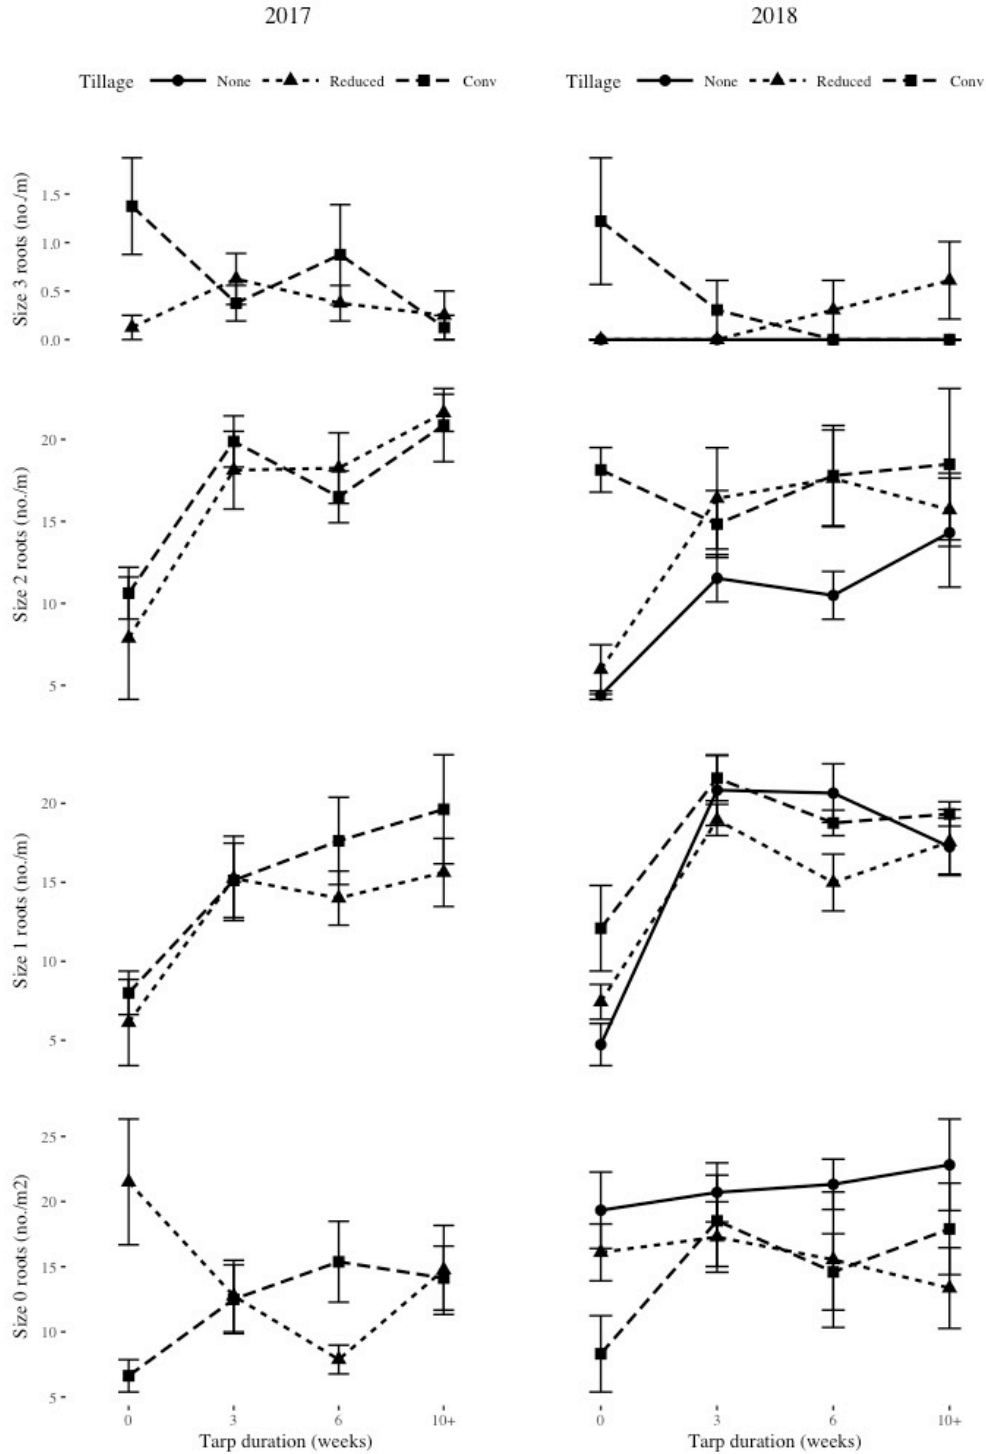 2017
2018
Tillage None Reduced Conv
Tillage None Reduced Conv
Size 3 roots (no./m)
1.5
1.0
0.5
0.0
Size 2 roots (no./m)
20
15
10
5
Size 1 roots (no./m)
20
15
10
5
Size 0 roots (no./m2)
25
20
15
10
5
0 3 6 10+
0 3 6 10+
Tarp duration (weeks)
Tarp duration (weeks)